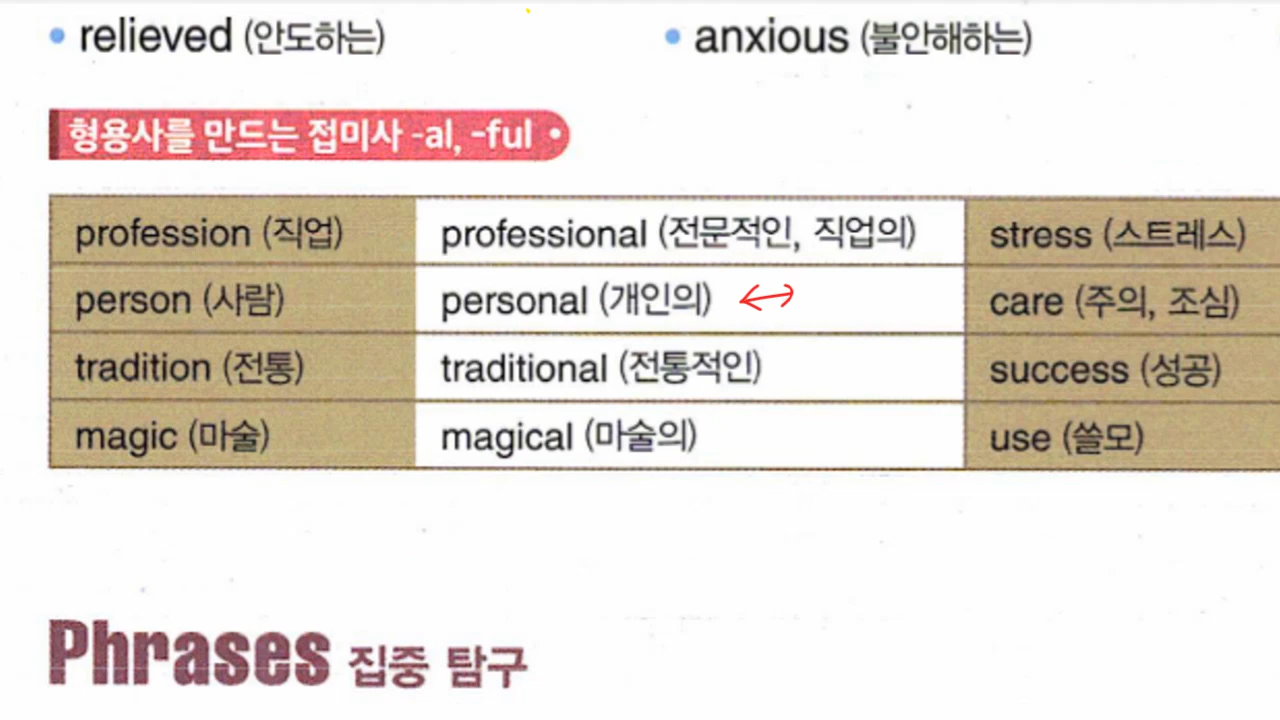 • relieved (안도하는) • anxious (불안해하는)
형용사를 만드는 접미사 -al, -ful •
profession (직업) professional (전문적인, 직업의) stress (스트레스)
person (사람) personal (개인의) ↔ care (주의, 조심)
tradition (전통) traditional (전통적인) success (성공)
magic (마술) magical (마술의) use (쓸모)
Phrases 집중 탐구